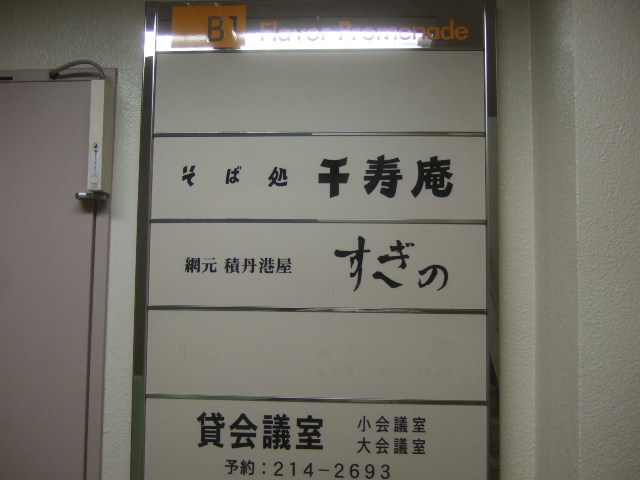 B1 Flavor Promenade
そば処 千寿庵
網元 積丹港屋 すぎの
貸会議室 小会議室
大会議室
予約：214-2693